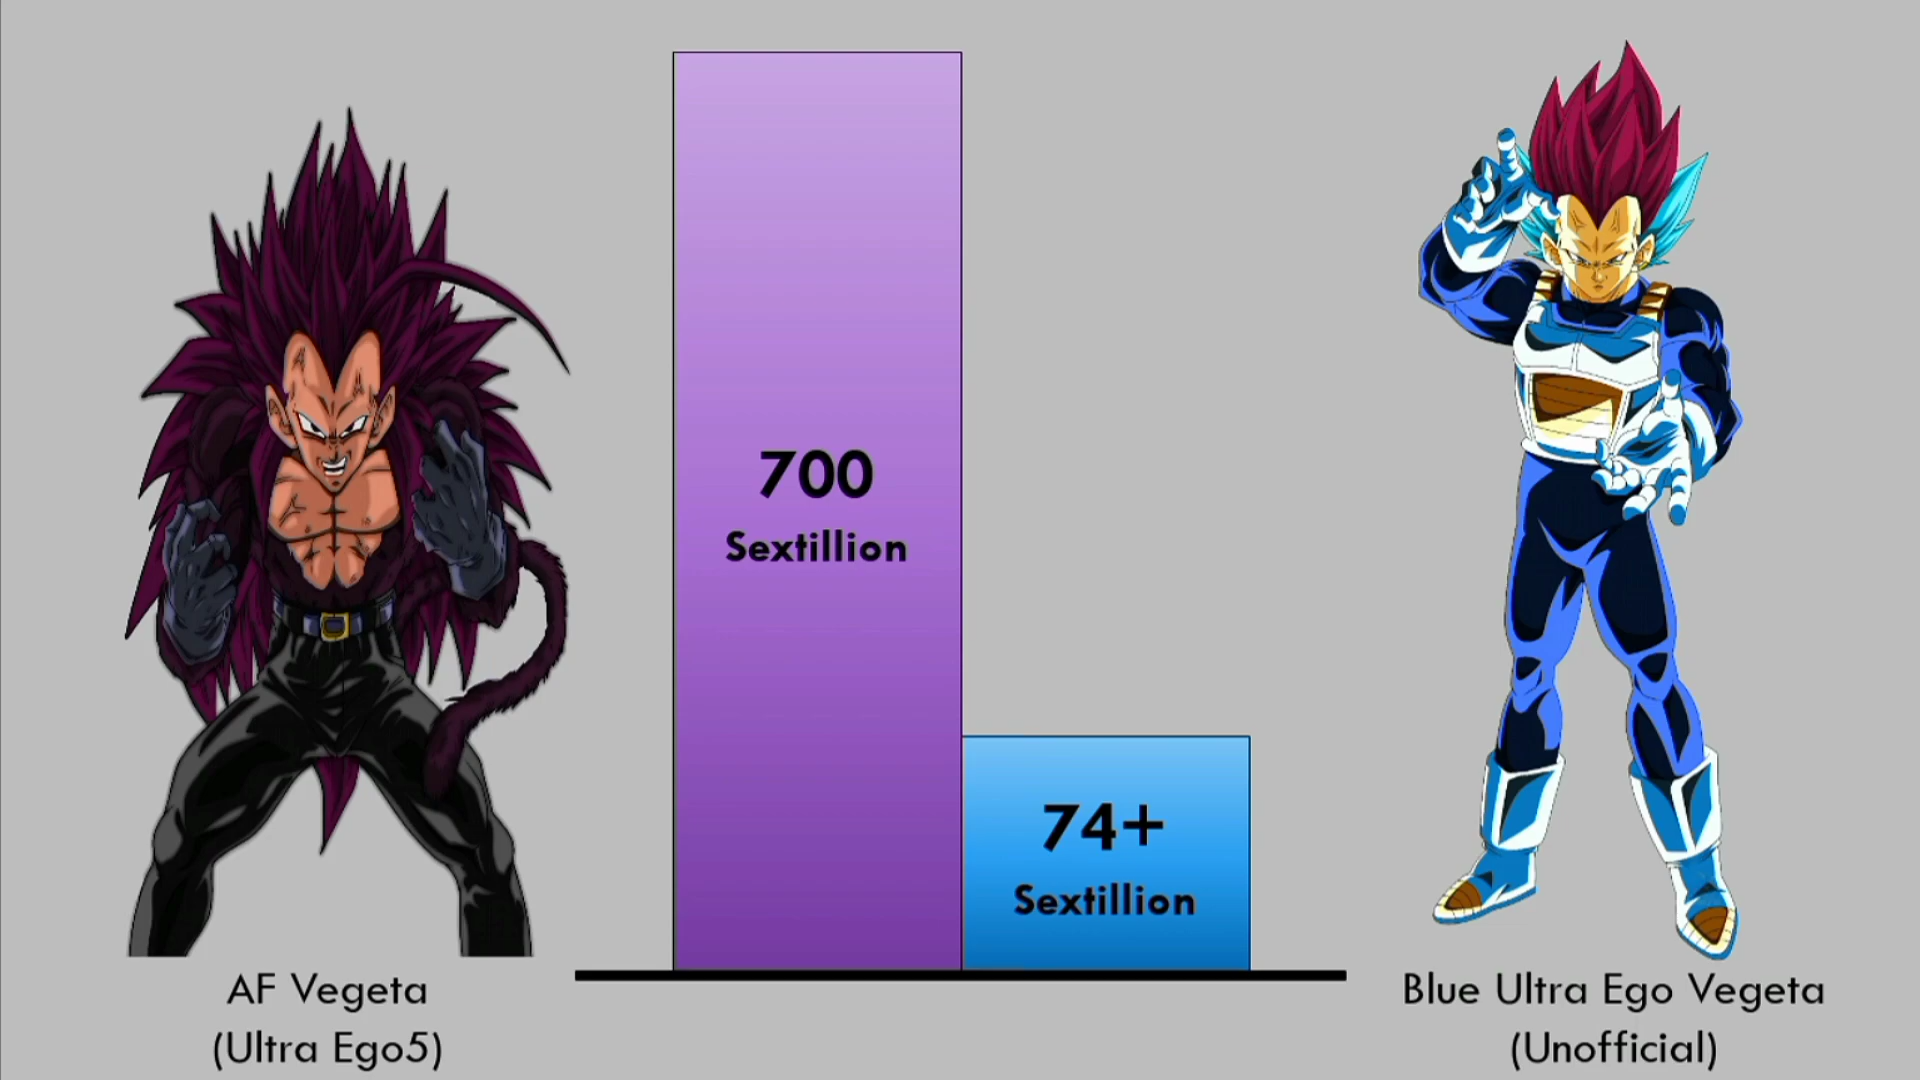 700
Sextillion
74+
Sextillion
AF Vegeta
(Ultra Ego5)
Blue Ultra Ego Vegeta
(Unofficial)